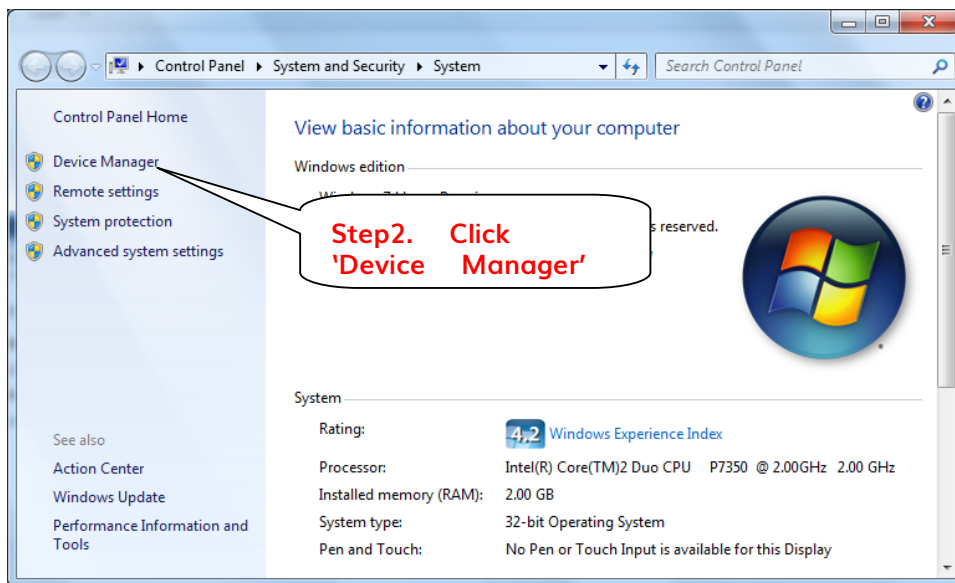 Control Panel ▸ System and Security ▸ System
Search Control Panel
Control Panel Home
Device Manager
Remote settings
System protection
Advanced system settings
See also
Action Center
Windows Update
Performance Information and
Tools
View basic information about your computer
Windows edition
s reserved.
Step2. Click
'Device Manager'
System
Rating:
4.2 Windows Experience Index
Processor: Intel(R) Core(TM)2 Duo CPU P7350 @ 2.00GHz 2.00 GHz
Installed memory (RAM): 2.00 GB
System type: 32-bit Operating System
Pen and Touch: No Pen or Touch Input is available for this Display